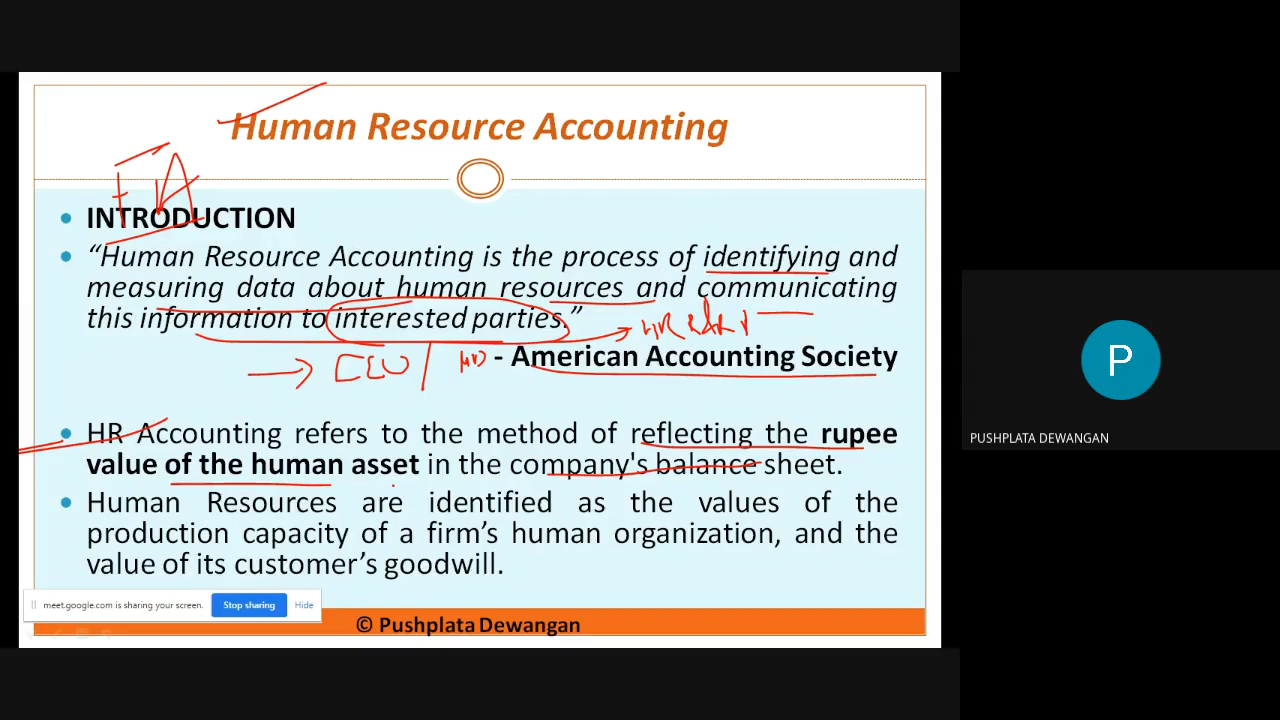 Human Resource Accounting
FA
INTRODUCTION
“Human Resource Accounting is the process of identifying and
measuring data about human resources and communicating
this information to interested parties.”
CEO / HR
- American Accounting Society
HR Accounting refers to the method of reflecting the rupee
value of the human asset in the company's balance sheet.
Human Resources are identified as the values of the
production capacity of a firm’s human organization, and the
value of its customer’s goodwill.
meet.google.com is sharing your screen.
Stop sharing
Hide
© Pushplata Dewangan
P
PUSHPLATA DEWANGAN